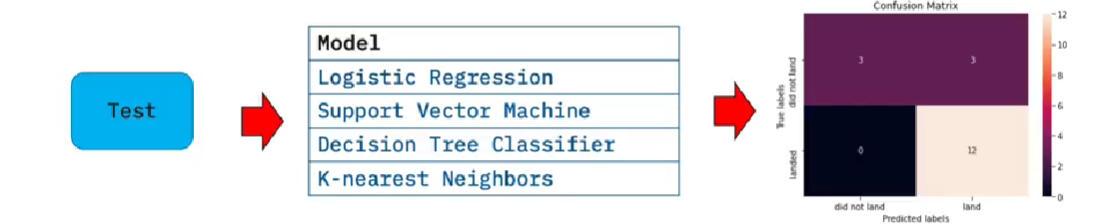 Test
Model
Logistic Regression
Support Vector Machine
Decision Tree Classifier
K-nearest Neighbors
Confusion Matrix
True labels
did not land
landed
3
3
0
12
did not land
land
Predicted labels
12
10
8
6
4
2
0